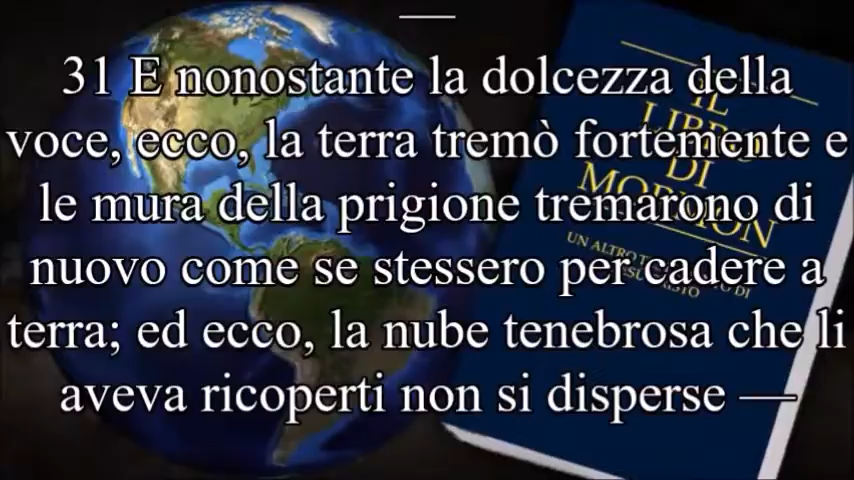 31 E nonostante la dolcezza della
voce, ecco, la terra tremò fortemente e
le mura della prigione tremarono di
nuovo come se stessero per cadere a
terra; ed ecco, la nube tenebrosa che li
aveva ricoperti non si disperse —
IL
LIBRO
DI
MORMON
UN ALTRO
DI